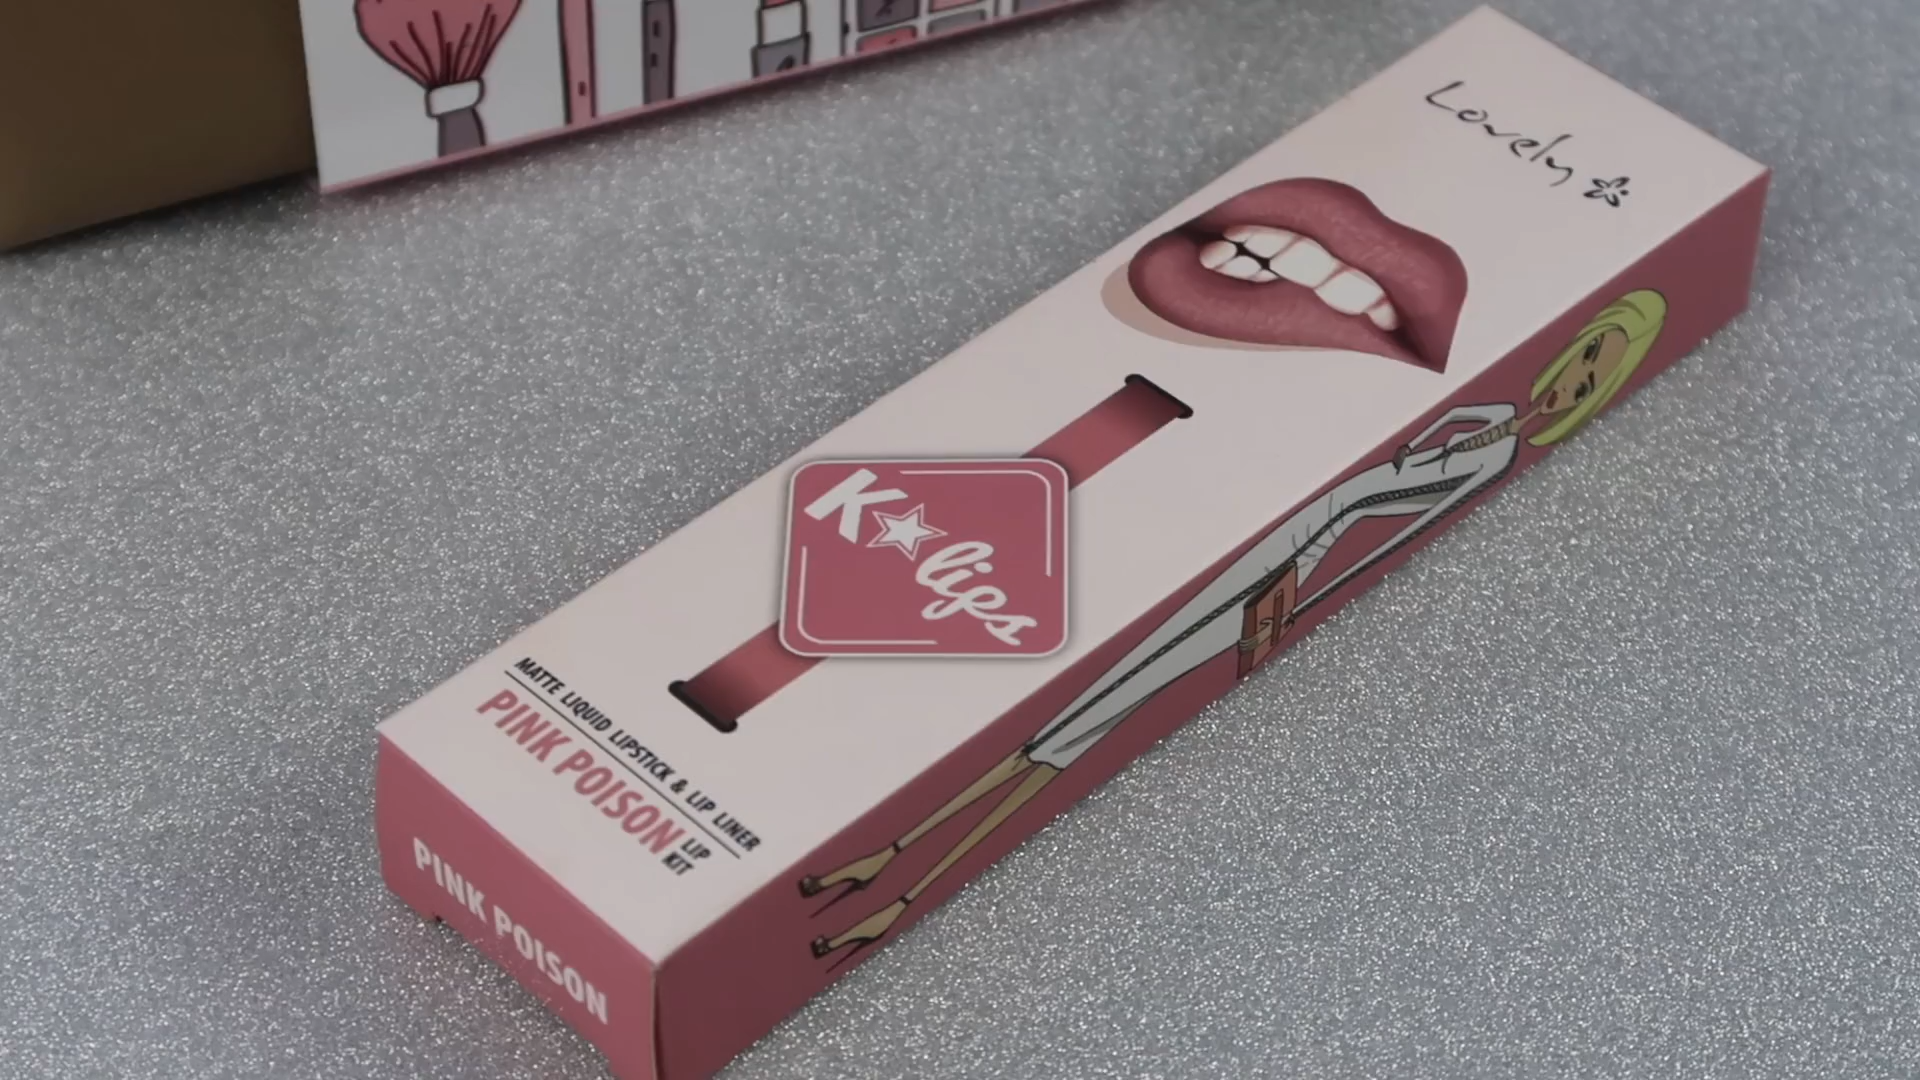 Lovely
K☆lips
MATTE LIQUID LIPSTICK & LIP LINER
PINK POISON LIP KIT
PINK POISON